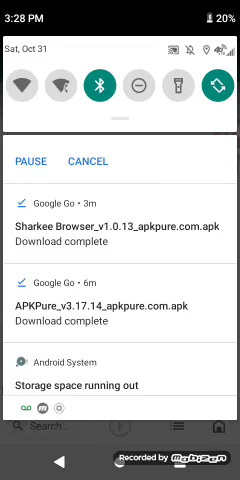 3:28 PM
20%
Sat, Oct 31
PAUSE
CANCEL
Google Go • 3m
Sharkee Browser_v1.0.13_apkpure.com.apk
Download complete
Google Go • 6m
APKPure_v3.17.14_apkpure.com.apk
Download complete
Android System
Storage space running out
Search...
Recorded by MOBIZEN